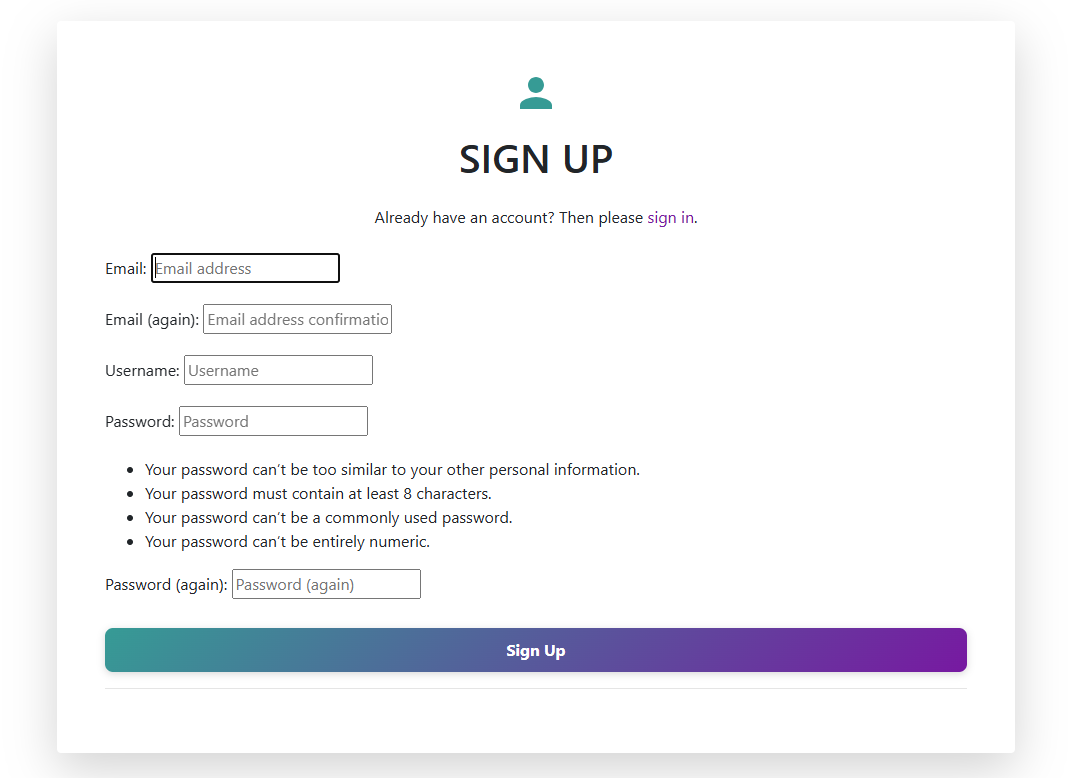 SIGN UP
Already have an account? Then please sign in.
Email: Email address
Email (again): Email address confirmatio
Username: Username
Password: Password
• Your password can't be too similar to your other personal information.
• Your password must contain at least 8 characters.
• Your password can't be a commonly used password.
• Your password can't be entirely numeric.
Password (again): Password (again)
Sign Up